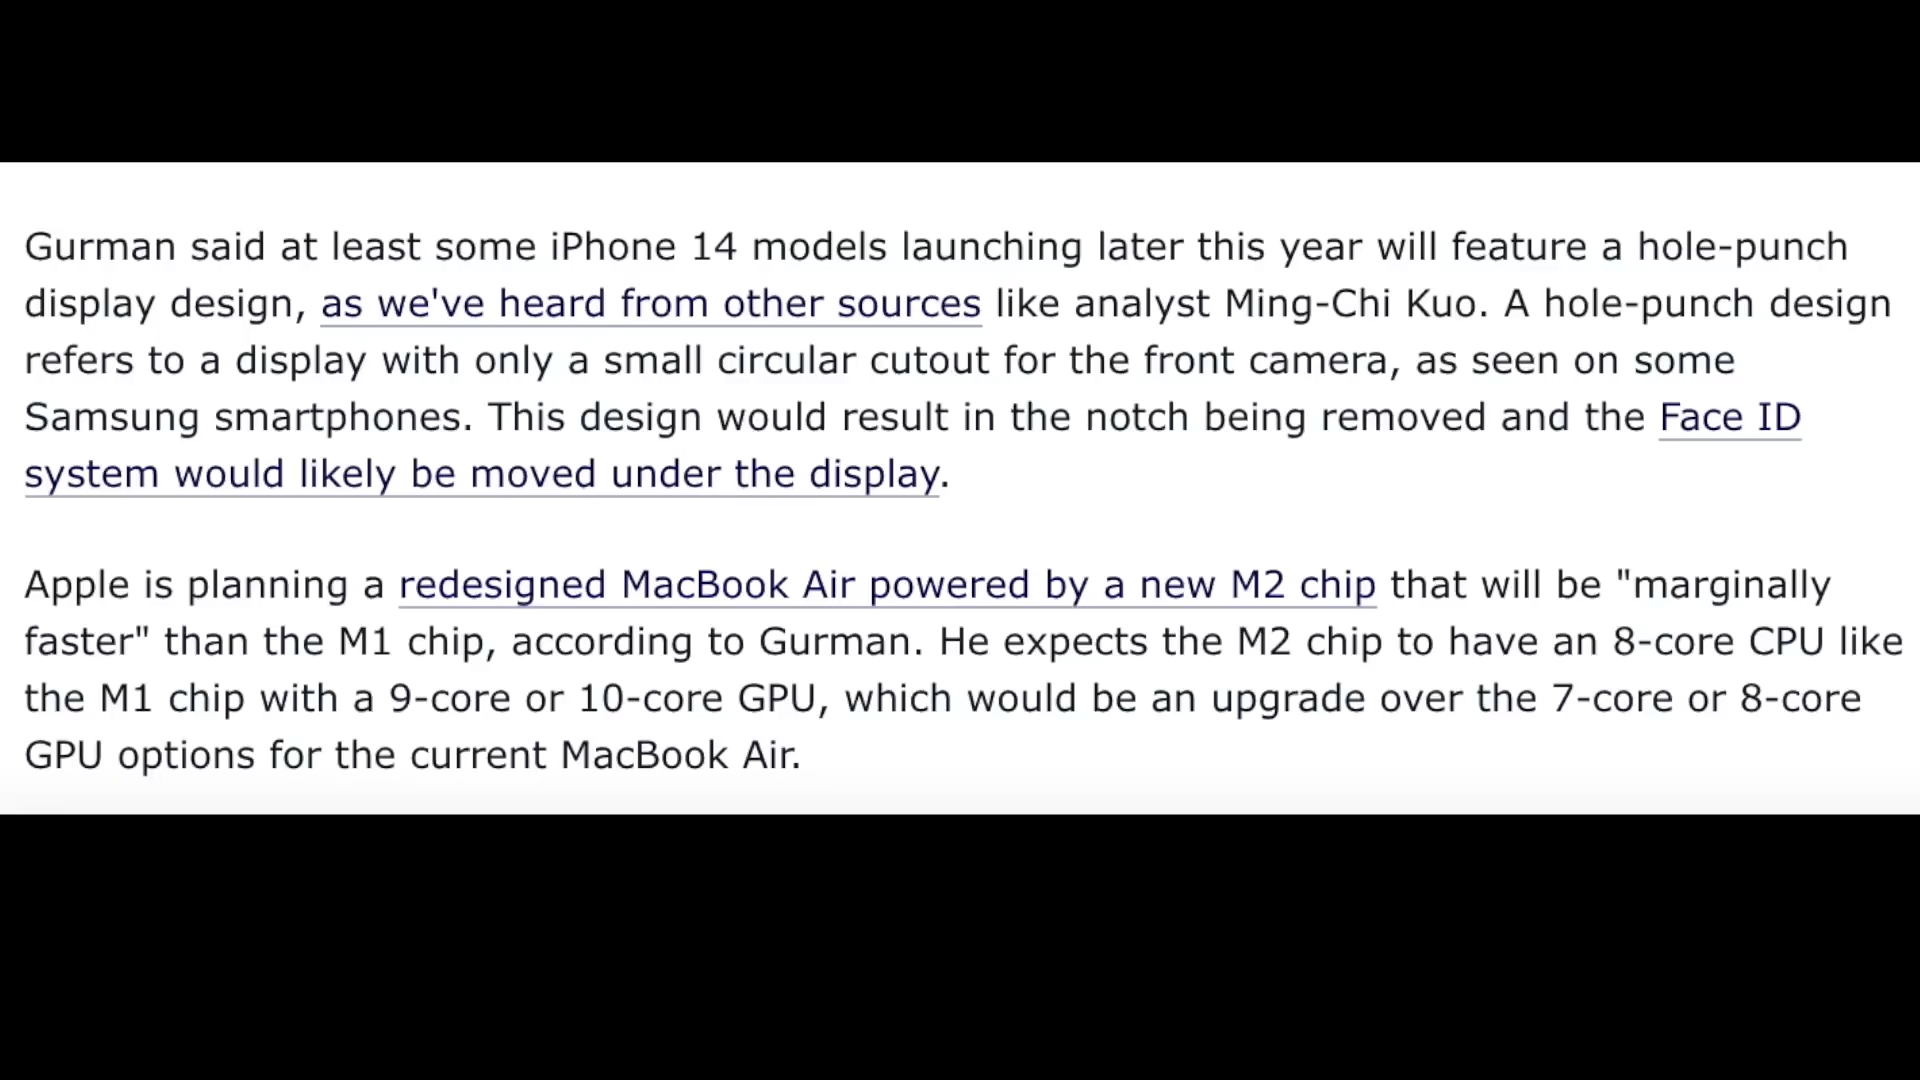 Gurman said at least some iPhone 14 models launching later this year will feature a hole-punch
display design, as we've heard from other sources like analyst Ming-Chi Kuo. A hole-punch design
refers to a display with only a small circular cutout for the front camera, as seen on some
Samsung smartphones. This design would result in the notch being removed and the Face ID
system would likely be moved under the display.
Apple is planning a redesigned MacBook Air powered by a new M2 chip that will be "marginally
faster" than the M1 chip, according to Gurman. He expects the M2 chip to have an 8-core CPU like
the M1 chip with a 9-core or 10-core GPU, which would be an upgrade over the 7-core or 8-core
GPU options for the current MacBook Air.